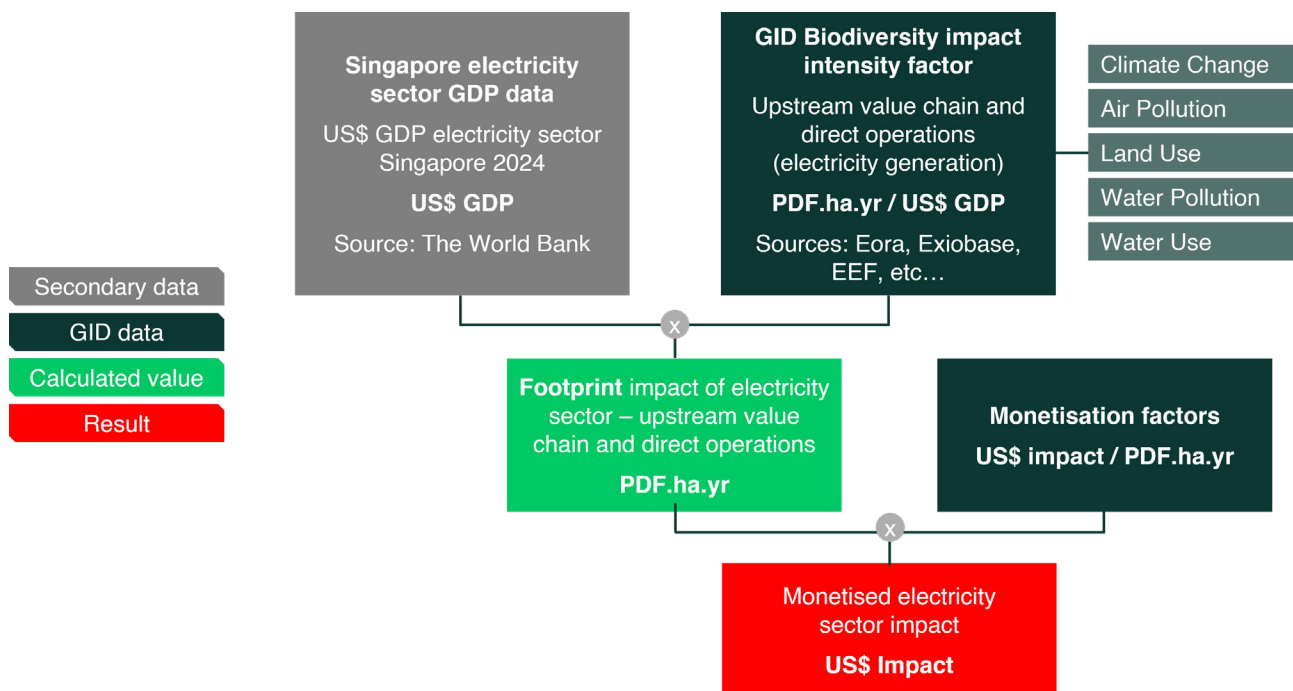 Singapore electricity
sector GDP data
US$ GDP electricity sector
Singapore 2024
US$ GDP
Source: The World Bank
GID Biodiversity impact
intensity factor
Upstream value chain and
direct operations
(electricity generation)
PDF.ha.yr / US$ GDP
Sources: Eora, Exiobase,
EEF, etc…
Climate Change
Air Pollution
Land Use
Water Pollution
Water Use
Secondary data
GID data
Calculated value
Result
x
Footprint impact of electricity
sector – upstream value
chain and direct operations
PDF.ha.yr
Monetisation factors
US$ impact / PDF.ha.yr
x
Monetised electricity
sector impact
US$ Impact